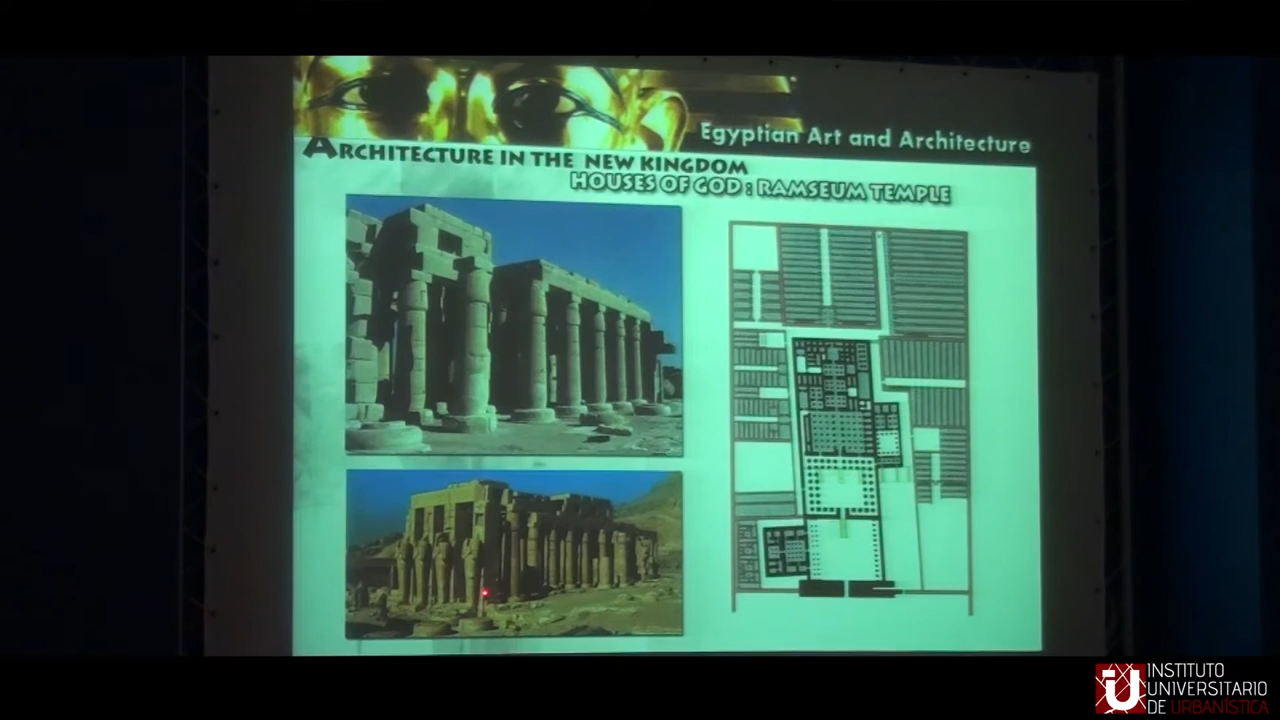 Egyptian Art and Architecture
ARCHITECTURE IN THE NEW KINGDOM
HOUSES OF GOD : RAMSEUM TEMPLE
INSTITUTO
UNIVERSITARIO
DE URBANÍSTICA